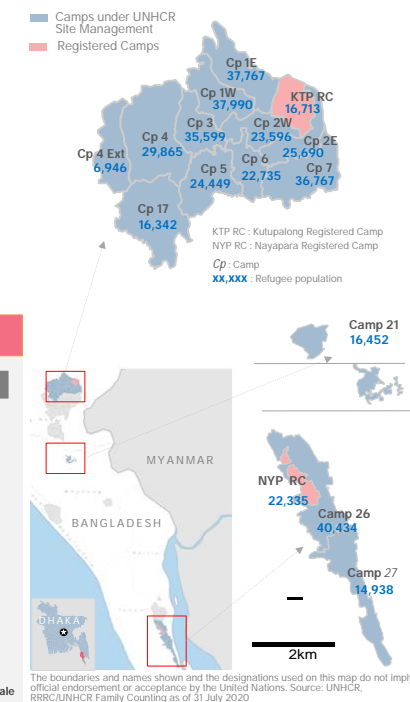 Camps under UNHCR
Site Management
Registered Camps
Cp 1E
37,767
Cp 1W
37,990
KTP RC
16,713
Cp 3
35,599
Cp 2W
23,596
Cp 2E
25,690
Cp 4
29,865
Cp 4 Ext
6,946
Cp 5
24,449
Cp 6
22,735
Cp 7
36,767
Cp 17
16,342
KTP RC : Kutupalong Registered Camp
NYP RC : Nayapara Registered Camp
Cp : Camp
xx,xxx : Refugee population
Camp 21
16,452
MYANMAR
BANGLADESH
NYP RC
22,335
Camp 26
40,434
Camp 27
14,938
DHAKA
2km
ale
The boundaries and names shown and the designations used on this map do not imply
official endorsement or acceptance by the United Nations. Source: UNHCR,
RRRC/UNHCR Family Counting as of 31 July 2020